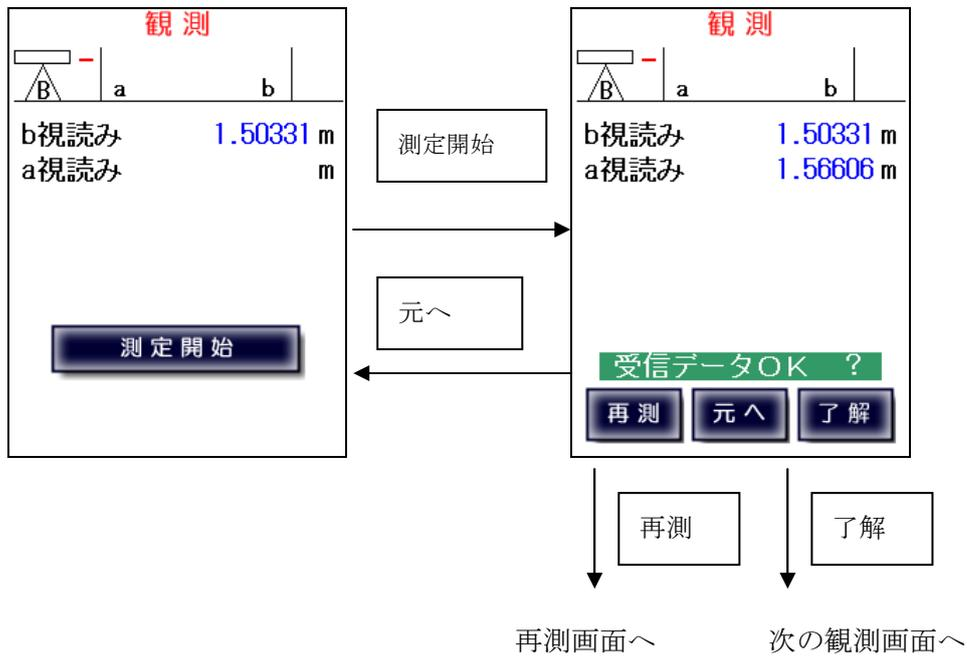 観 測
B
a
b
b視読み 1.50331 m
a視読み m
測 定 開 始
測定開始
元へ
観 測
B
a
b
b視読み 1.50331 m
a視読み 1.56606 m
受信データOK ?
再 測
元 へ
了 解
再測
了解
再測画面へ
次の観測画面へ